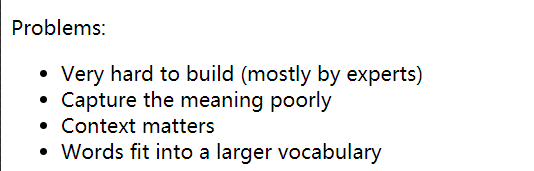 Problems:
• Very hard to build (mostly by experts)
• Capture the meaning poorly
• Context matters
• Words fit into a larger vocabulary